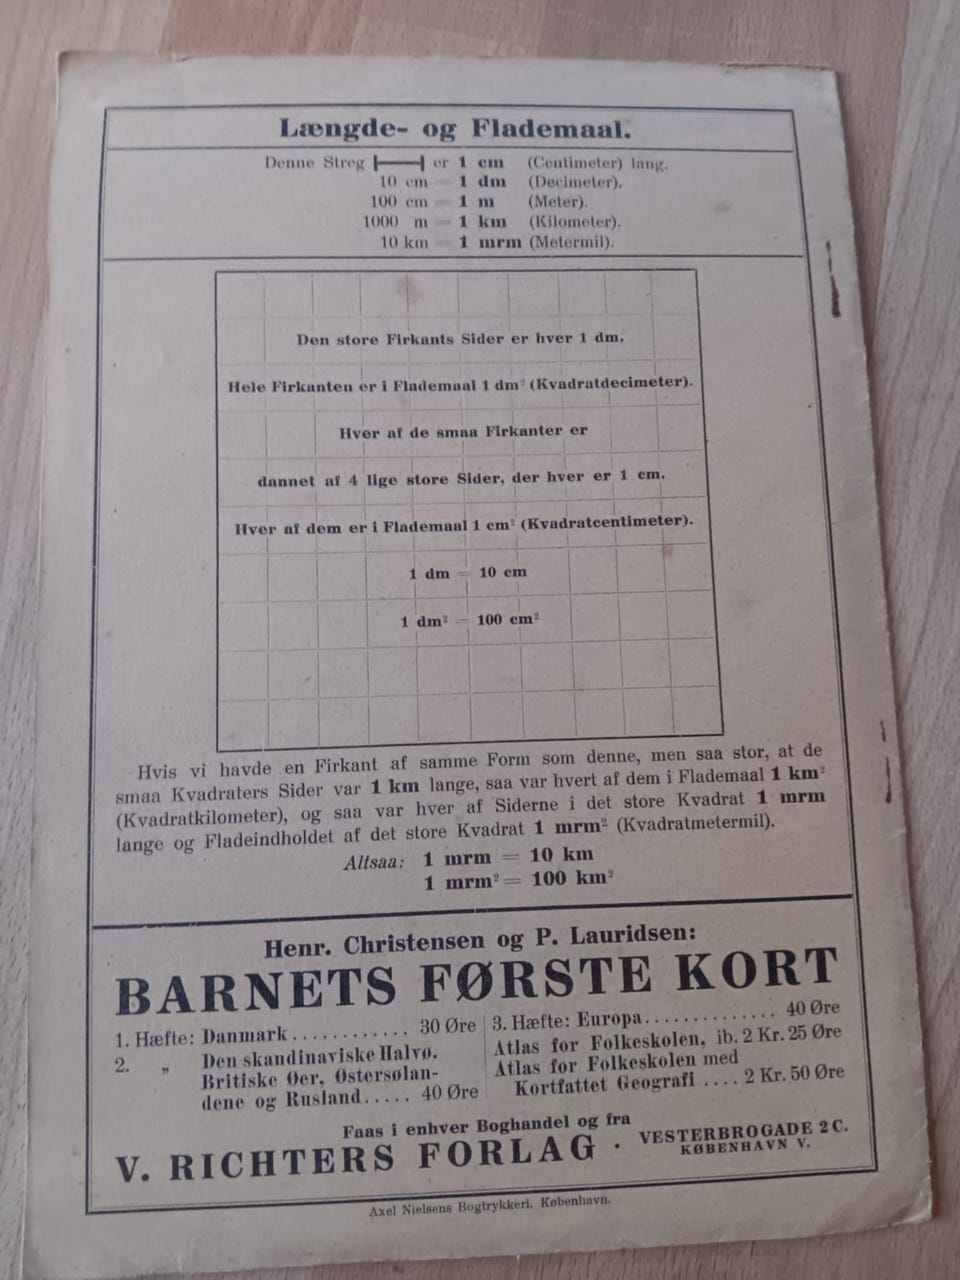 Længde- og Flademaal.
Denne Streg er 1 cm (Centimeter) lang.
10 cm = 1 dm (Decimeter).
100 cm = 1 m (Meter).
1000 m = 1 km (Kilometer).
10 km = 1 mrm (Metermil).
Den store Firkants Sider er hver 1 dm.
Hele Firkanten er i Flademaal 1 dm² (Kvadratdecimeter).
Hver af de smaa Firkanter er
dannet af 4 lige store Sider, der hver er 1 cm.
Hver af dem er i Flademaal 1 cm² (Kvadratcentimeter).
1 dm = 10 cm
1 dm² = 100 cm²
Hvis vi havde en Firkant af samme Form som denne, men saa stor, at de
smaa Kvadraters Sider var 1 km lange, saa var hvert af dem i Flademaal 1 km²
(Kvadratkilometer), og saa var hver af Siderne i det store Kvadrat 1 mrm
lange og Fladeindholdet af det store Kvadrat 1 mrm² (Kvadratmetermil).
Altsaa: 1 mrm = 10 km
1 mrm² = 100 km²
Henr. Christensen og P. Lauridsen:
BARNETS FØRSTE KORT
1. Hæfte: Danmark ........... 30 Øre
2. „ Den skandinaviske Halvø.
Britiske Øer, Østersølan-
dene og Rusland..... 40 Øre
3. Hæfte: Europa............. 40 Øre
Atlas for Folkeskolen, ib. 2 Kr. 25 Øre
Atlas for Folkeskolen med
Kortfattet Geografi .... 2 Kr. 50 Øre
Faas i enhver Boghandel og fra
V. RICHTERS FORLAG · VESTERBROGADE 2 C.
KØBENHAVN V.
Axel Nielsens Bogtrykkeri. København.